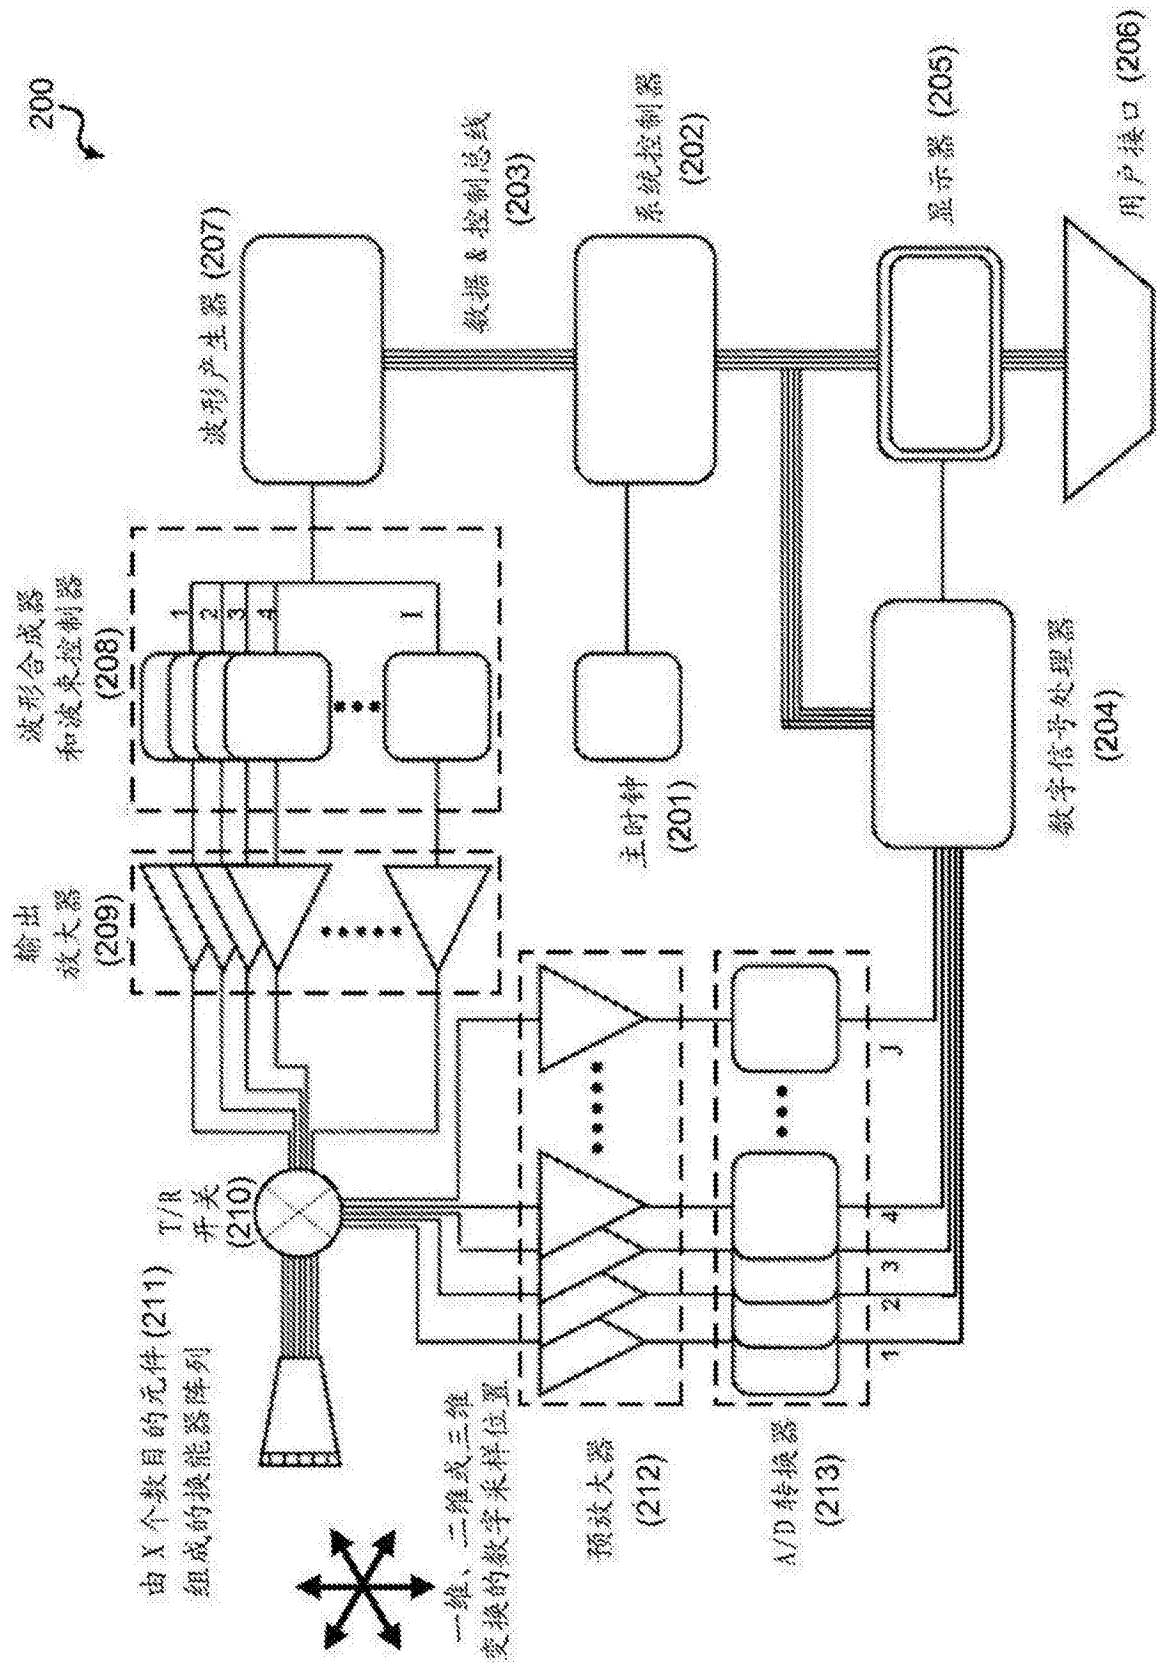 200
由 X 个数目的元件 (211)
组成的换能器阵列
T/R
开关
(210)
输出
放大器
(209)
波形合成器
和波束控制器
(208)
波形产生器 (207)
1
2
3
4
I
数据 & 控制总线
(203)
一维、二维或三维
变换的数字采样位置
主时钟
(201)
系统控制器
(202)
预放大器
(212)
A/D 转换器
(213)
1
2
3
4
J
数字信号处理器
(204)
显示器 (205)
用户接口 (206)